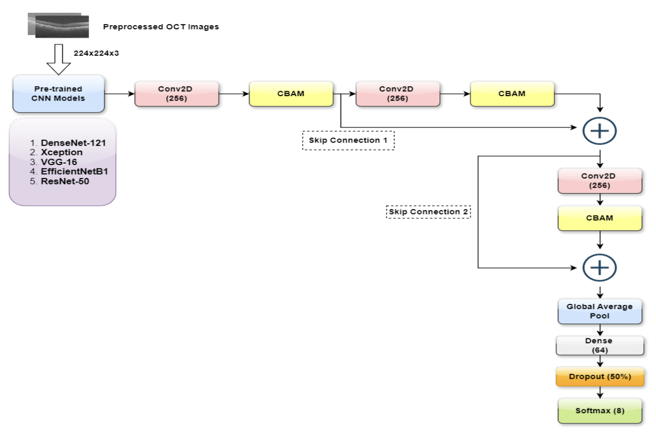 Preprocessed OCT Images
224x224x3
Pre-trained
CNN Models
Conv2D
(256)
CBAM
Conv2D
(256)
CBAM
1. DenseNet-121
2. Xception
3. VGG-16
4. EfficientNetB1
5. ResNet-50
Skip Connection 1
Conv2D
(256)
Skip Connection 2
CBAM
Global Average
Pool
Dense
(64)
Dropout (50%)
Softmax (8)